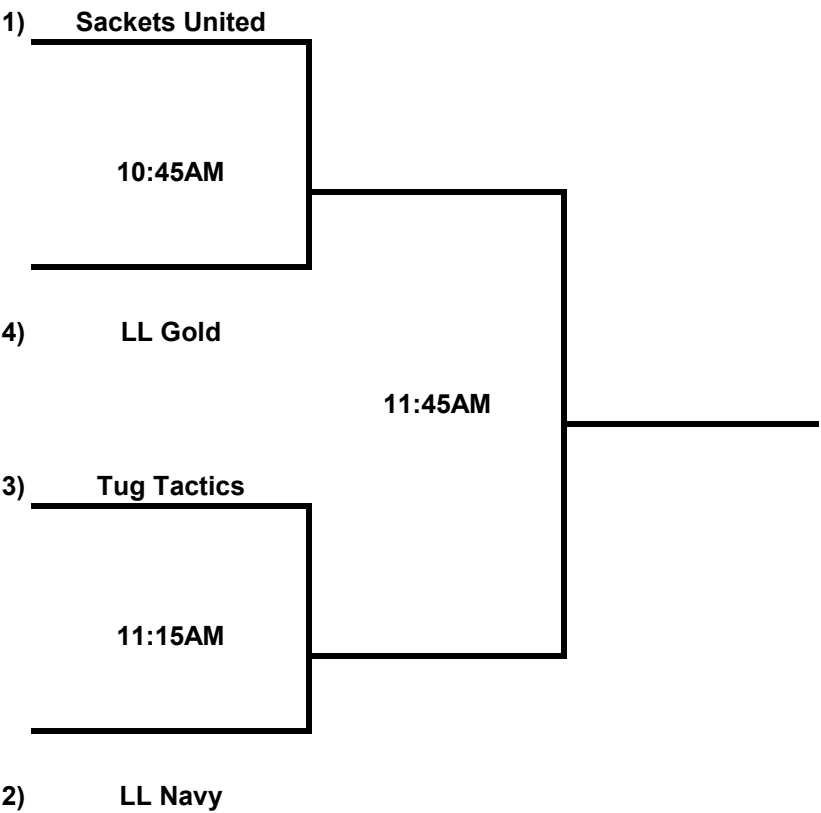 1) Sackets United
10:45AM
4) LL Gold
11:45AM
3) Tug Tactics
11:15AM
2) LL Navy